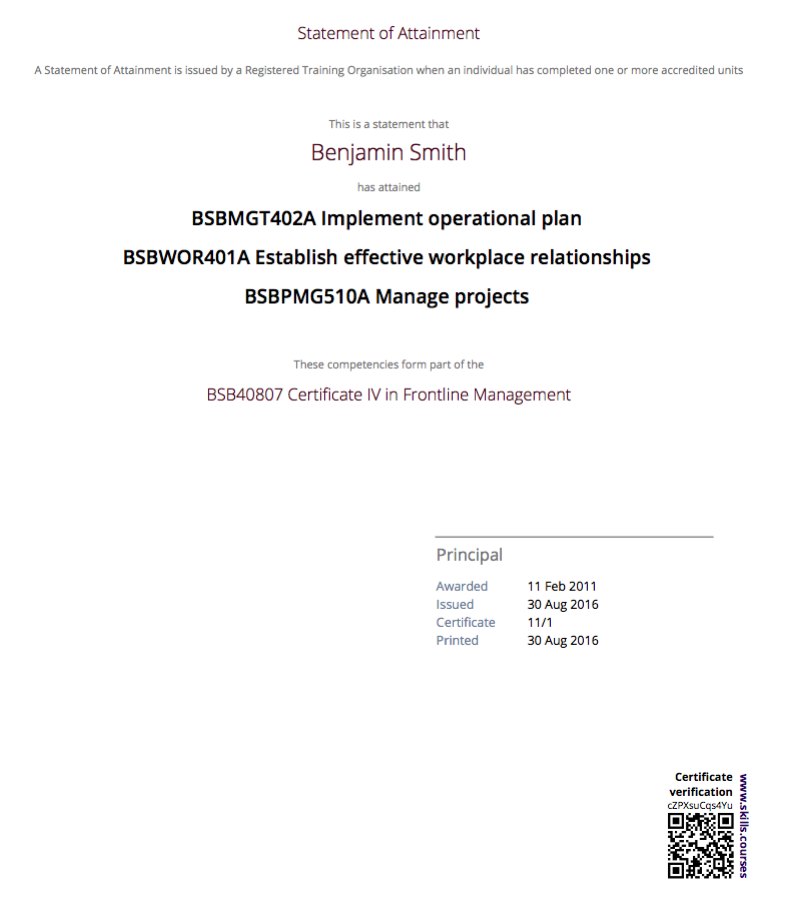 Statement of Attainment
A Statement of Attainment is issued by a Registered Training Organisation when an individual has completed one or more accredited units
This is a statement that
Benjamin Smith
has attained
BSBMGT402A Implement operational plan
BSBWOR401A Establish effective workplace relationships
BSBPMG510A Manage projects
These competencies form part of the
BSB40807 Certificate IV in Frontline Management
Principal
Awarded 11 Feb 2011
Issued 30 Aug 2016
Certificate 11/1
Printed 30 Aug 2016
Certificate
verification
cZPXsuCqs4Yu
www.skills.courses